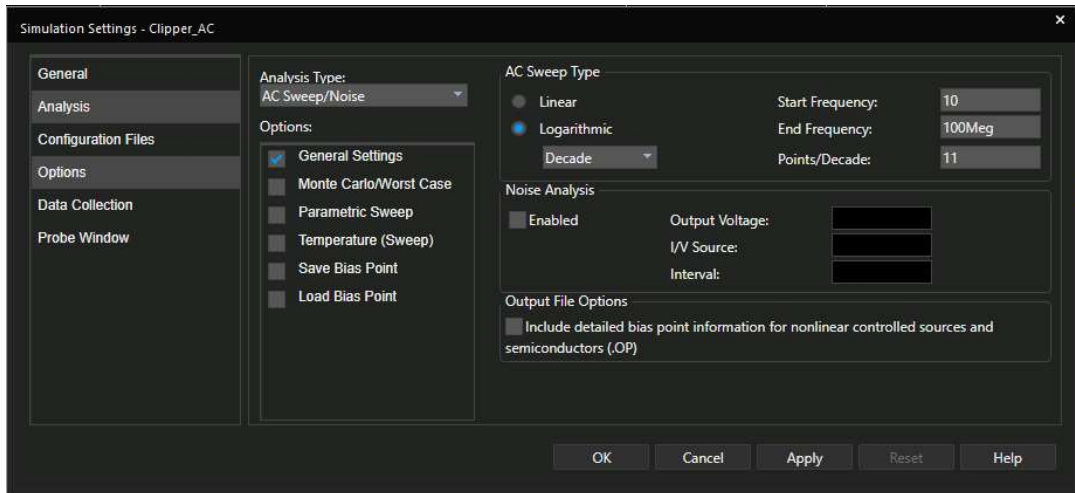 Simulation Settings - Clipper_AC
×
General
Analysis
Configuration Files
Options
Data Collection
Probe Window
Analysis Type:
AC Sweep/Noise
Options:
General Settings
Monte Carlo/Worst Case
Parametric Sweep
Temperature (Sweep)
Save Bias Point
Load Bias Point
AC Sweep Type
Linear
Logarithmic
Decade
Start Frequency: 10
End Frequency: 100Meg
Points/Decade: 11
Noise Analysis
Enabled
Output Voltage:
I/V Source:
Interval:
Output File Options
Include detailed bias point information for nonlinear controlled sources and
semiconductors (.OP)
OK Cancel Apply Reset Help